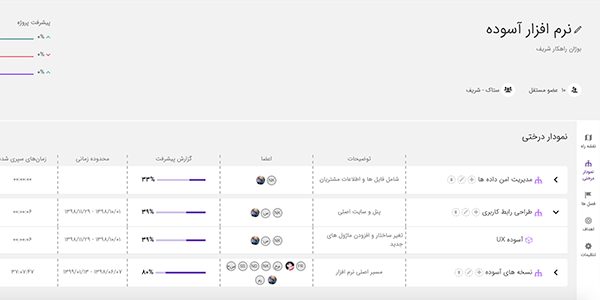 نرم افزار آسوده
بوژان راهکار شریف
۱۰ عضو مستقل
ستاک - شریف
پیشرفت پروژه
۰%
۰%
۰%
نقشه راه
نمودار درختی
فصل ها
اهداف
تنظیمات
نمودار درختی
توضیحات اعضا گزارش پیشرفت محدوده زمانی زمان‌های سپری شده
مدیریت امن داده ها شامل فایل ها و اطلاعات مشتریان ۳۳% ۰۰:۰۰:۰۰
طراحی رابط کاربری پنل و سایت اصلی ۳۹% ۱۳۹۸/۱۰/۰۱ - ۱۳۹۸/۱۱/۲۹ ۰۰:۰۰:۰۶
آسوده UX تغیر ساختار و افزودن ماژول های جدید ۳۹% ۱۳۹۸/۱۰/۰۱ - ۱۳۹۸/۱۱/۲۹ ۰۰:۰۰:۰۶
نسخه های آسوده مسیر اصلی نرم افزار ۸۰% ۱۳۹۸/۰۶/۰۷ - ۱۳۹۹/۰۱/۱۳ ۳۷:۰۷:۴۷